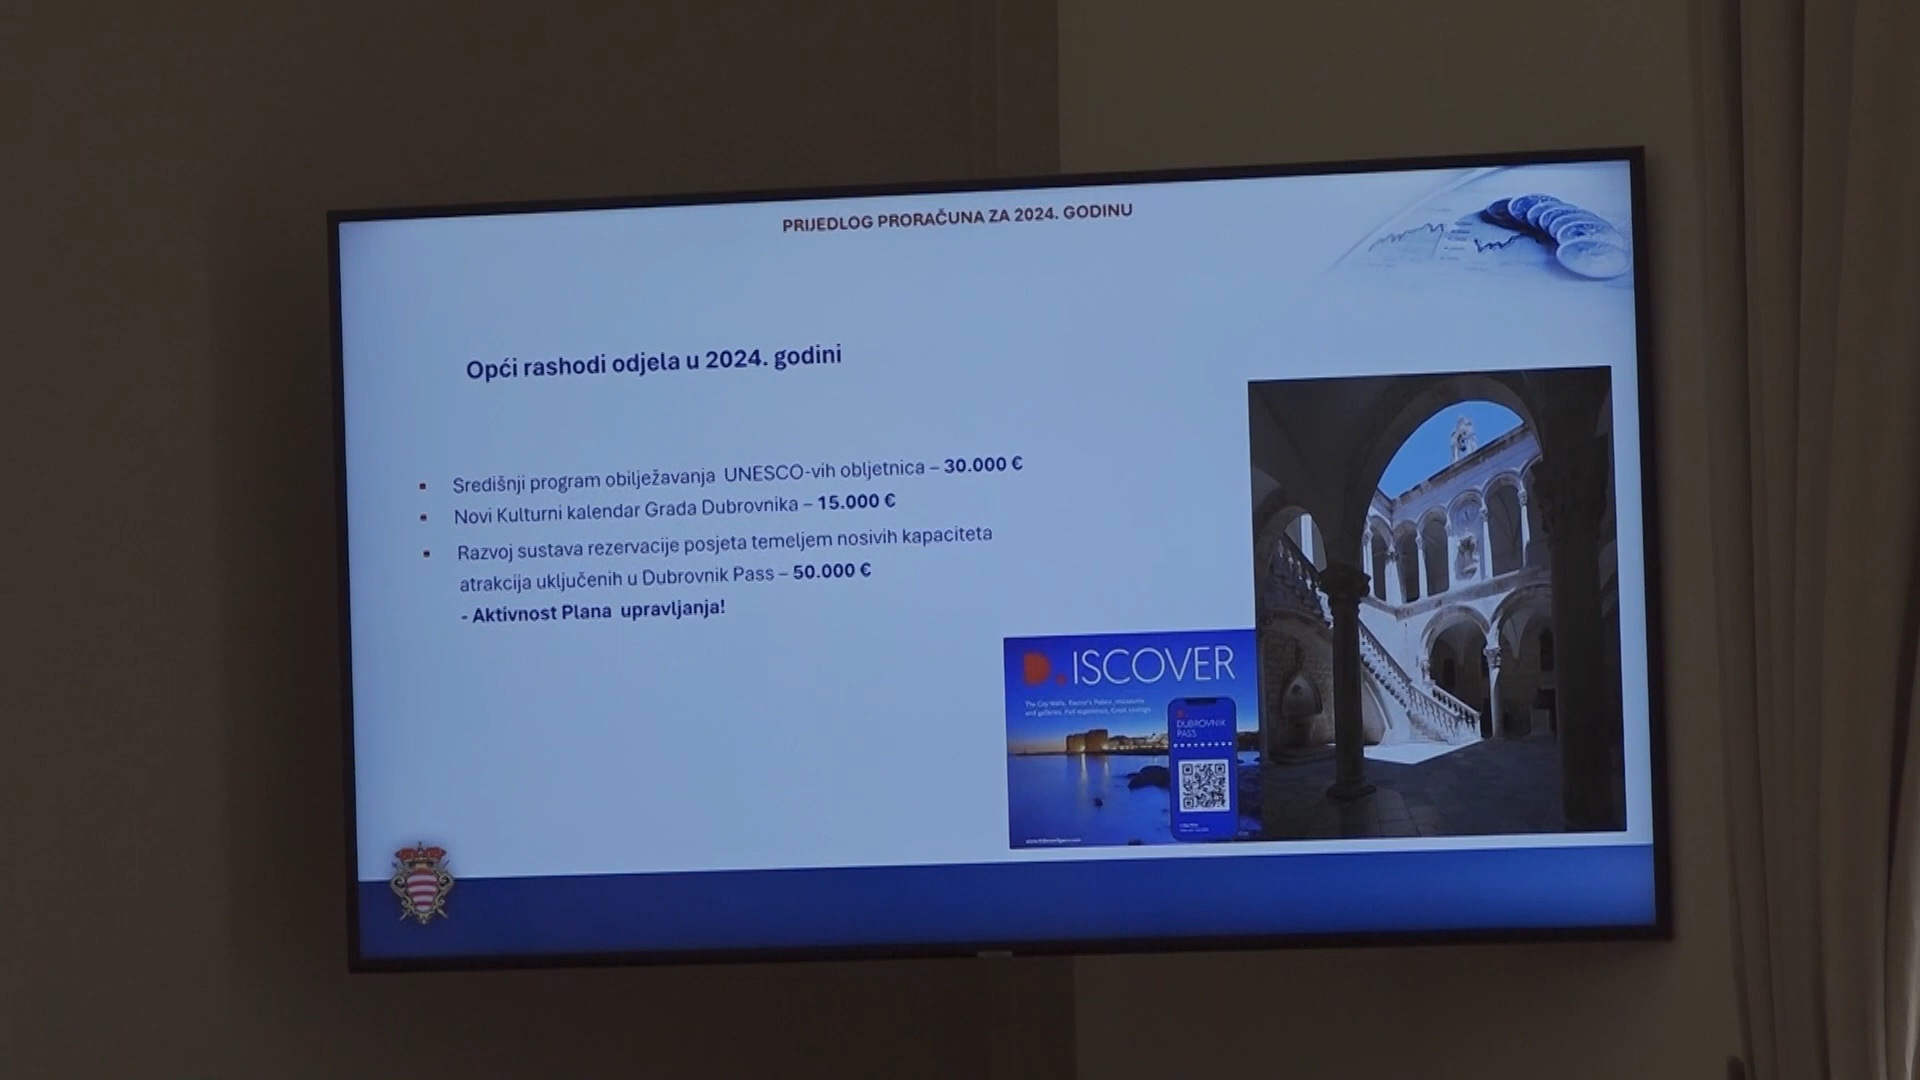 PRIJEDLOG PRORAČUNA ZA 2024. GODINU
Opći rashodi odjela u 2024. godini
▪ Središnji program obilježavanja UNESCO-vih obljetnica – 30.000 €
▪ Novi Kulturni kalendar Grada Dubrovnika – 15.000 €
▪ Razvoj sustava rezervacije posjeta temeljem nosivih kapaciteta
atrakcija uključenih u Dubrovnik Pass – 50.000 €
- Aktivnost Plana upravljanja!
D.ISCOVER
The City Walls, Rector's Palace, museums
and galleries. Full experience. Great savings.
DUBROVNIK
PASS